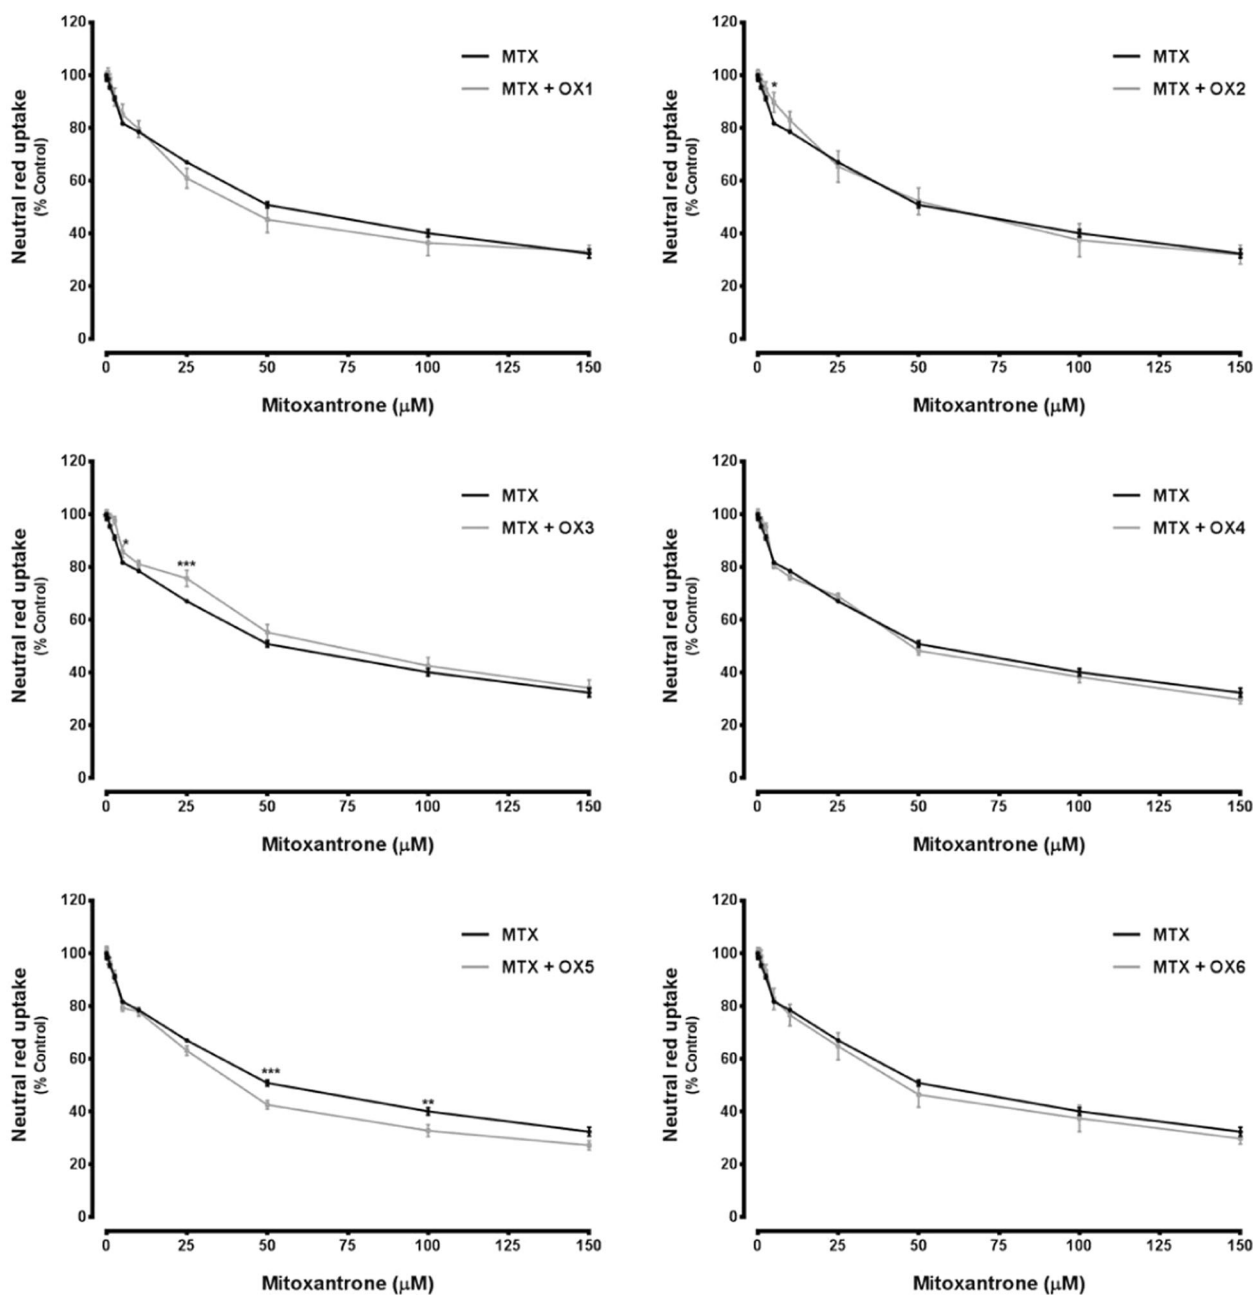 120
100
80
60
40
20
0
Neutral red uptake
(% Control)
MTX
MTX + OX1
0 25 50 75 100 125 150
Mitoxantrone (μM)
120
100
80
60
40
20
0
Neutral red uptake
(% Control)
MTX
MTX + OX2
*
0 25 50 75 100 125 150
Mitoxantrone (μM)
120
100
80
60
40
20
0
Neutral red uptake
(% Control)
MTX
MTX + OX3
*
***
0 25 50 75 100 125 150
Mitoxantrone (μM)
120
100
80
60
40
20
0
Neutral red uptake
(% Control)
MTX
MTX + OX4
0 25 50 75 100 125 150
Mitoxantrone (μM)
120
100
80
60
40
20
0
Neutral red uptake
(% Control)
MTX
MTX + OX5
***
**
0 25 50 75 100 125 150
Mitoxantrone (μM)
120
100
80
60
40
20
0
Neutral red uptake
(% Control)
MTX
MTX + OX6
0 25 50 75 100 125 150
Mitoxantrone (μM)